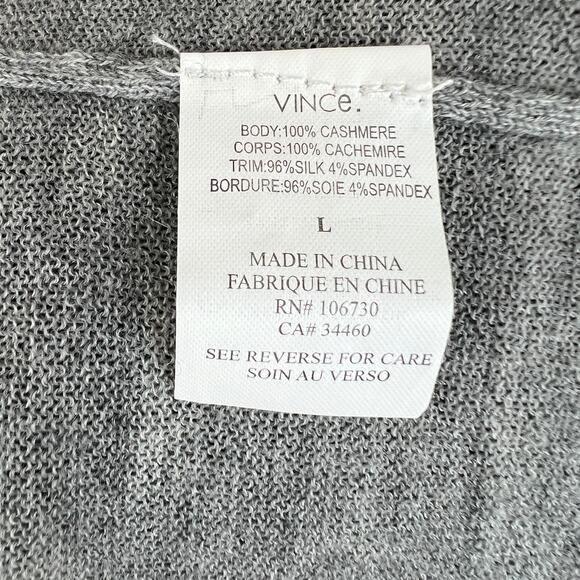 VINCe.
BODY:100% CASHMERE
CORPS:100% CACHEMIRE
TRIM:96%SILK 4%SPANDEX
BORDURE:96%SOIE 4%SPANDEX
L
MADE IN CHINA
FABRIQUE EN CHINE
RN# 106730
CA# 34460
SEE REVERSE FOR CARE
SOIN AU VERSO